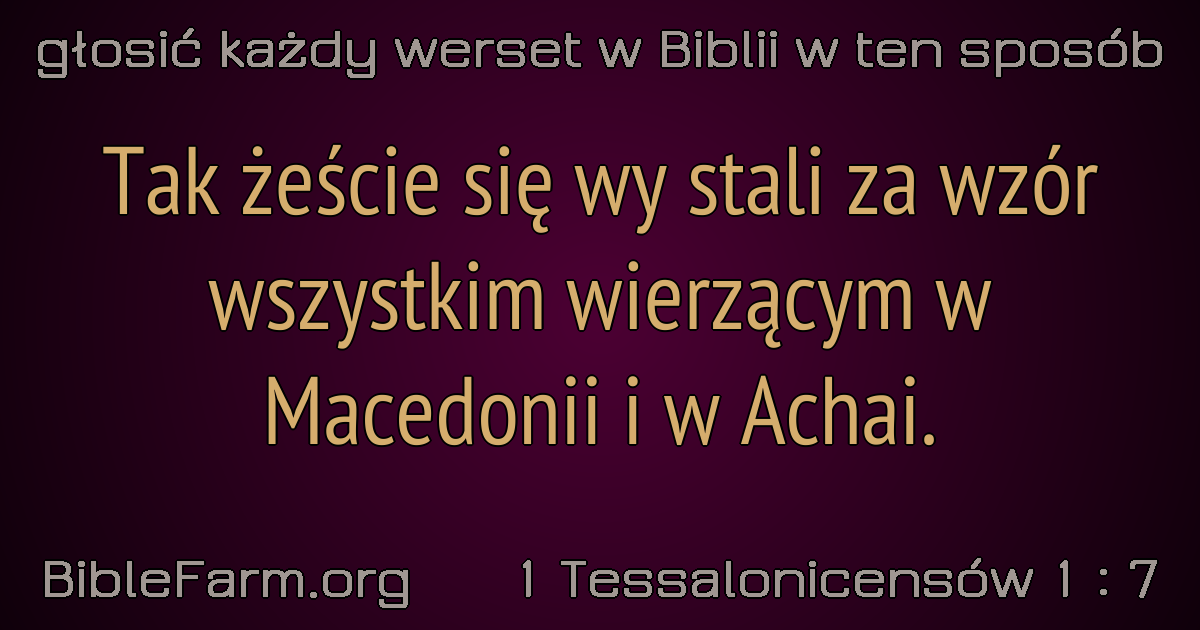 głosić każdy werset w Biblii w ten sposób
Tak żeście się wy stali za wzór
wszystkim wierzącym w
Macedonii i w Achai.
BibleFarm.org 1 Tessalonicensów 1 : 7